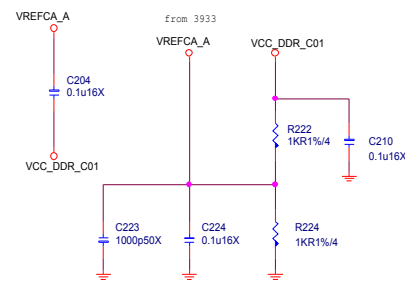 from 3933
VREFCA_A
VREFCA_A
VCC_DDR_C01
C204
0.1u16X
R222
1KR1%/4
C210
0.1u16X
VCC_DDR_C01
C223
1000p50X
C224
0.1u16X
R224
1KR1%/4